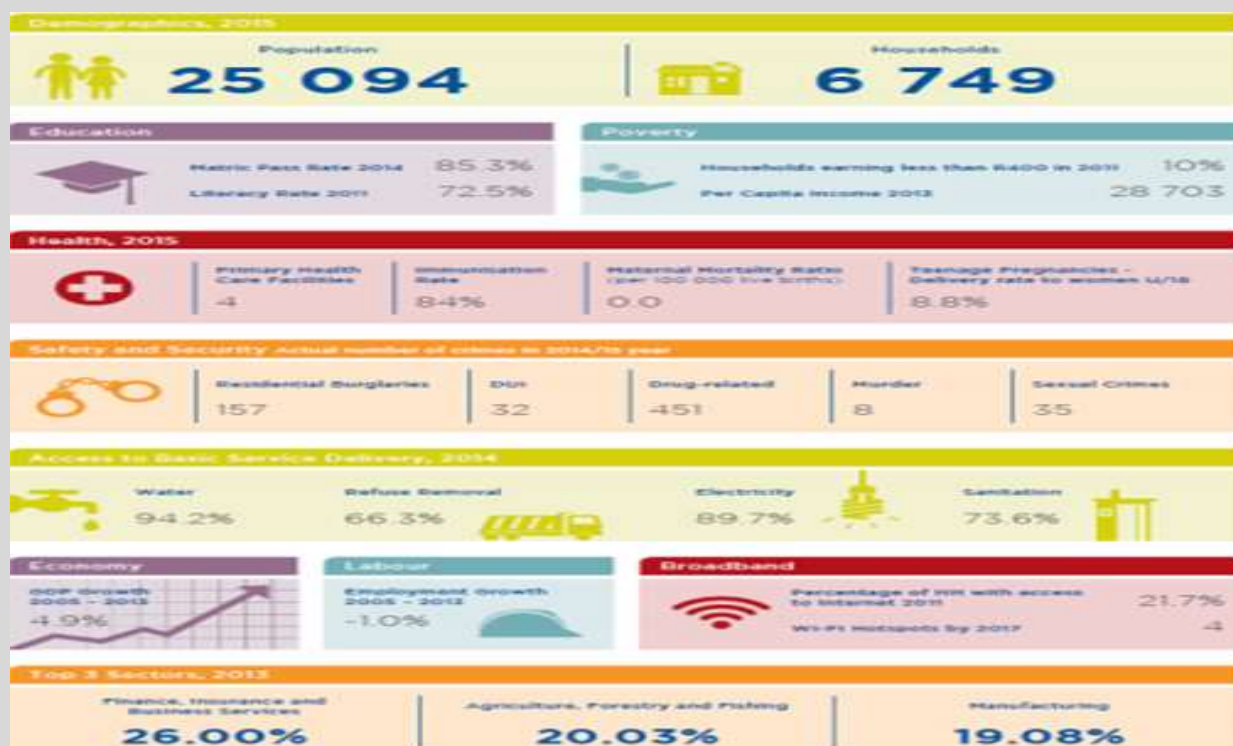 Demographics, 2015
Population
25 094
Households
6 749
Education
Matric Pass Rate 2014 85.3%
Literacy Rate 2011 72.5%
Poverty
Households earning less than R400 in 2011 10%
Per Capita Income 2013 28 703
Health, 2015
Primary Health
Care Facilities
4
Immunisation
Rate
84%
Maternal Mortality Ratio
(per 100 000 live births)
0.0
Teenage Pregnancies -
Delivery rate to women U/18
8.8%
Safety and Security Actual number of crimes in 2014/15 year
Residential Burglaries
157
DUI
32
Drug-related
451
Murder
8
Sexual Crimes
35
Access to Basic Service Delivery, 2014
Water
94.2%
Refuse Removal
66.3%
Electricity
89.7%
Sanitation
73.6%
Economy
GDP Growth
2005 - 2013
4.9%
Labour
Employment Growth
2005 - 2013
-1.0%
Broadband
Percentage of HH with access
to Internet 2011 21.7%
Wi-Fi Hotspots by 2017 4
Top 3 Sectors, 2013
Finance, Insurance and
Business Services
26.00%
Agriculture, Forestry and Fishing
20.03%
Manufacturing
19.08%